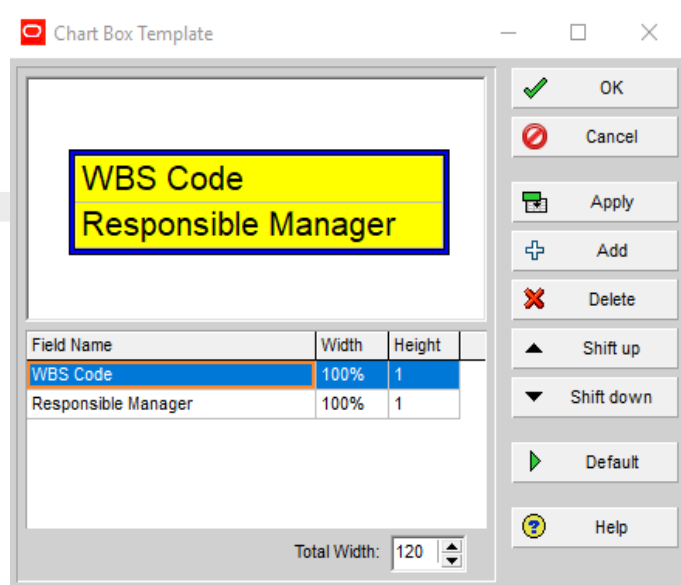 Chart Box Template
WBS Code
Responsible Manager
Field Name Width Height
WBS Code 100% 1
Responsible Manager 100% 1
Total Width: 120
OK
Cancel
Apply
Add
Delete
Shift up
Shift down
Default
Help